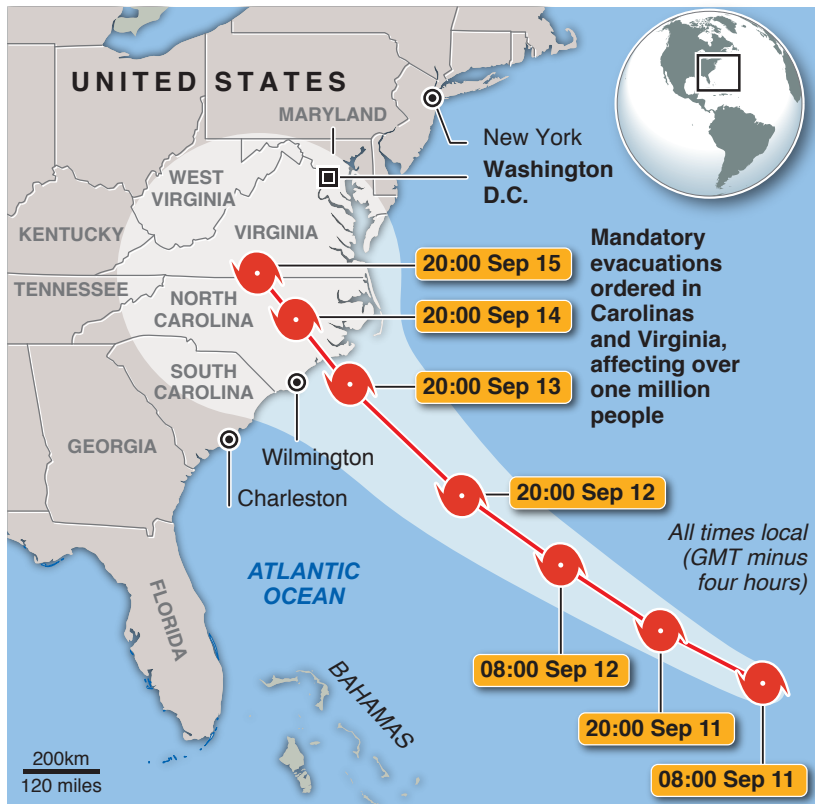 UNITED STATES
MARYLAND
New York
Washington
D.C.
WEST
VIRGINIA
KENTUCKY
VIRGINIA
20:00 Sep 15
Mandatory
evacuations
ordered in
Carolinas
and Virginia,
affecting over
one million
people
TENNESSEE
NORTH
CAROLINA
20:00 Sep 14
SOUTH
CAROLINA
20:00 Sep 13
GEORGIA
Wilmington
Charleston
20:00 Sep 12
All times local
(GMT minus
four hours)
ATLANTIC
OCEAN
FLORIDA
08:00 Sep 12
BAHAMAS
20:00 Sep 11
200km
120 miles
08:00 Sep 11